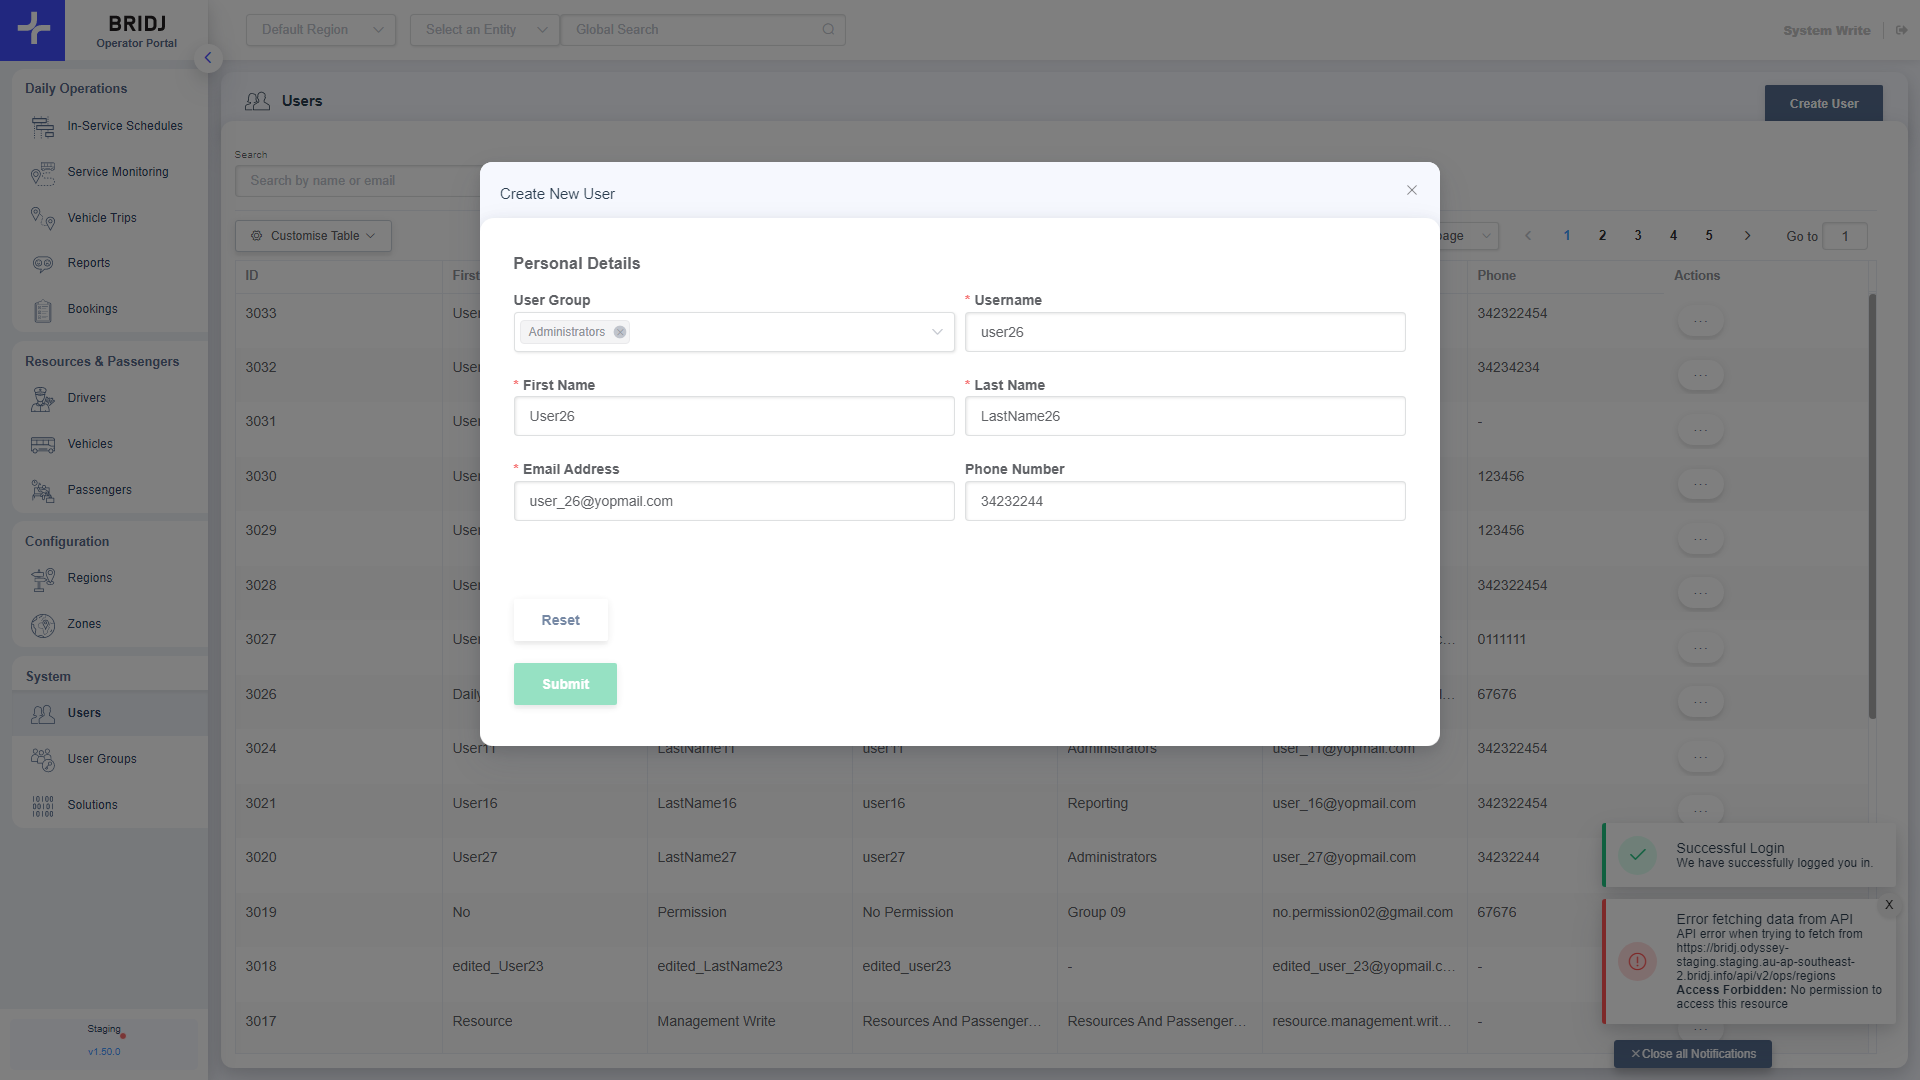 BRIDJ
Operator Portal
Default Region
Select an Entity
Global Search
System Write
Daily Operations
In-Service Schedules
Service Monitoring
Vehicle Trips
Reports
Bookings
Resources & Passengers
Drivers
Vehicles
Passengers
Configuration
Regions
Zones
System
Users
User Groups
Solutions
Staging
v1.50.0
Users
Create User
Search
Search by name or email
Customise Table
page
1 2 3 4 5
Go to 1
ID First Phone Actions
3033 User 342322454 ...
3032 User 34234234 ...
3031 User - ...
3030 User 123456 ...
3029 User 123456 ...
3028 User 342322454 ...
3027 User 0111111 ...
3026 Daily 67676 ...
3024 User11 LastName11 user11 Administrators user_11@yopmail.com 342322454 ...
3021 User16 LastName16 user16 Reporting user_16@yopmail.com 342322454 ...
3020 User27 LastName27 user27 Administrators user_27@yopmail.com 34232244
3019 No Permission No Permission Group 09 no.permission02@gmail.com 67676
3018 edited_User23 edited_LastName23 edited_user23 - edited_user_23@yopmail.c... -
3017 Resource Management Write Resources And Passenger... Resources And Passenger... resource.management.writ... - ...
Create New User
Personal Details
User Group
Administrators
* Username
user26
* First Name
User26
* Last Name
LastName26
* Email Address
user_26@yopmail.com
Phone Number
34232244
Reset
Submit
Successful Login
We have successfully logged you in.
X
Error fetching data from API
API error when trying to fetch from
https://bridj.odyssey-
staging.staging.au-ap-southeast-
2.bridj.info/api/v2/ops/regions
Access Forbidden: No permission to
access this resource
Close all Notifications